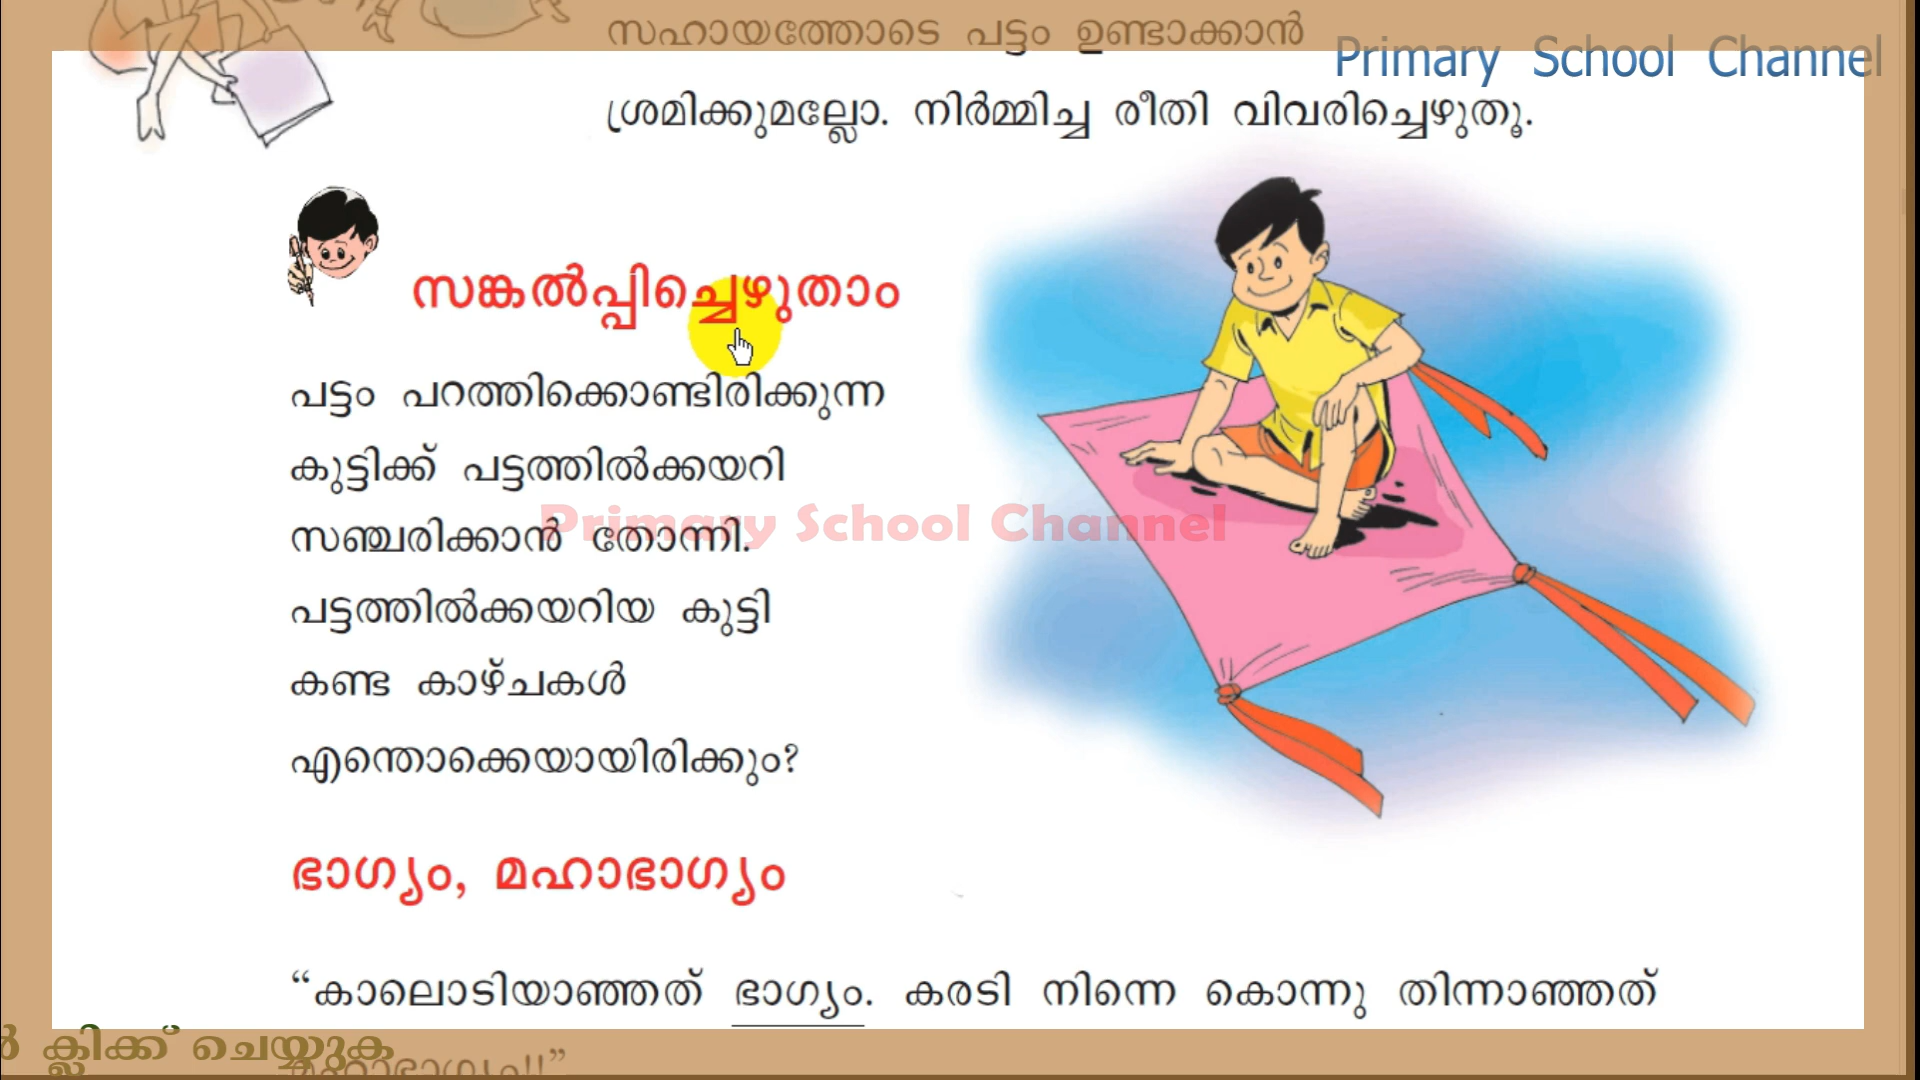 സഹായത്തോടെ പട്ടം ഉണ്ടാക്കാൻ
Primary School Channel
ശ്രമിക്കുമല്ലോ. നിർമ്മിച്ച രീതി വിവരിച്ചെഴുതൂ.
സങ്കൽപ്പിച്ചെഴുതാം
പട്ടം പറത്തിക്കൊണ്ടിരിക്കുന്ന
കുട്ടിക്ക് പട്ടത്തിൽക്കയറി
Primary School Channel
സഞ്ചരിക്കാൻ തോന്നി.
പട്ടത്തിൽക്കയറിയ കുട്ടി
കണ്ട കാഴ്ചകൾ
എന്തൊക്കെയായിരിക്കും?
ഭാഗ്യം, മഹാഭാഗ്യം
“കാലൊടിയാഞ്ഞത് ഭാഗ്യം. കരടി നിന്നെ കൊന്നു തിന്നാഞ്ഞത്
ക്ലിക്ക് ചെയ്യുക
മഹാഭാഗ്യം!!”